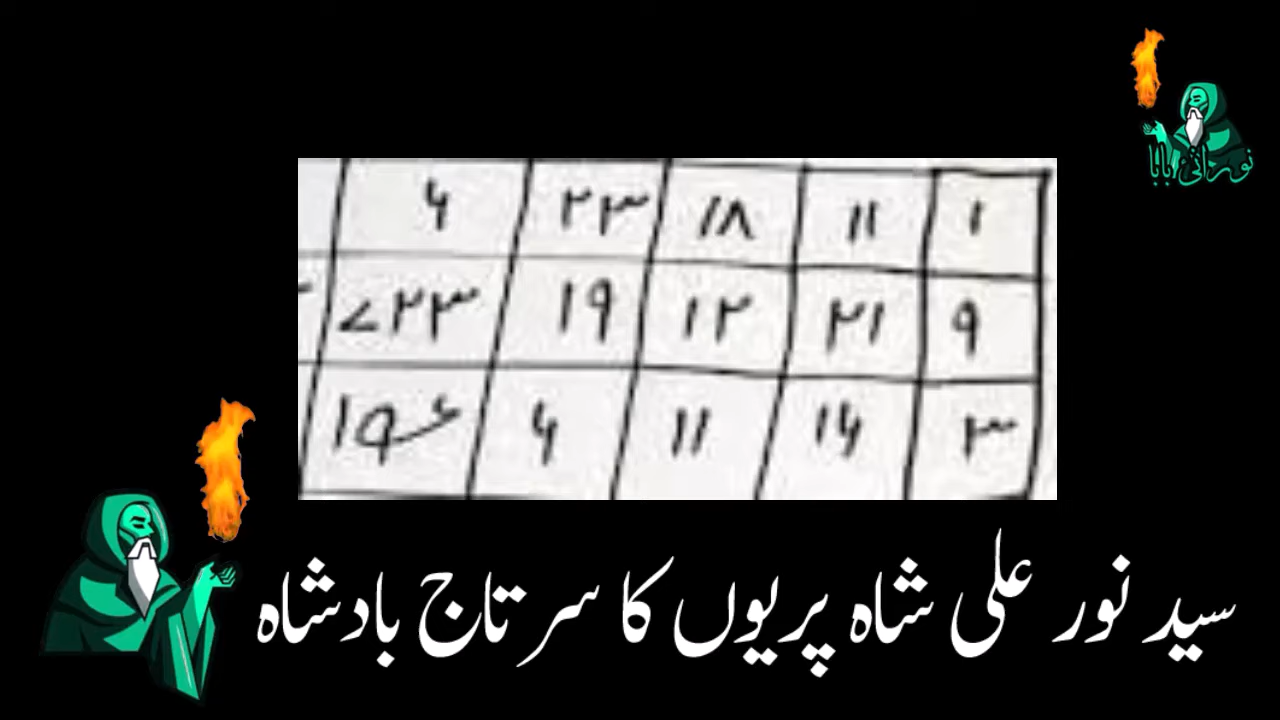 نورانی بابا
۱ ۱۱ ۱۸ ۲۳ ۶
۹ ۲۱ ۱۲ ۱۹
۳ ۱۶ ۱۱ ۶
سید نور علی شاہ پریوں کا سرتاج بادشاہ